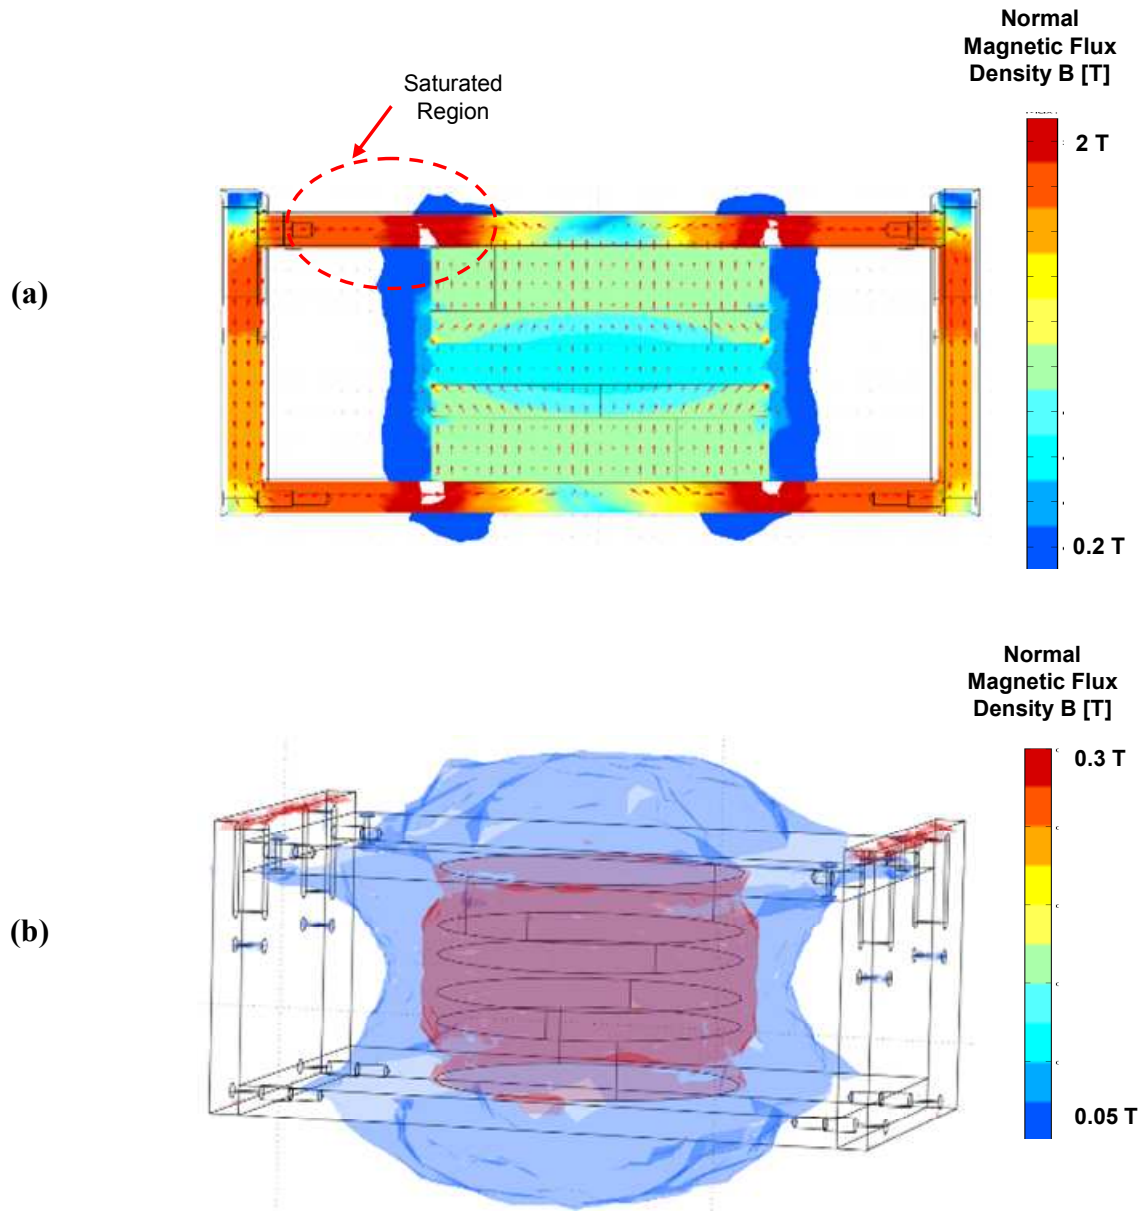 Normal
Magnetic Flux
Density B [T]
Saturated
Region
2 T
(a)
0.2 T
Normal
Magnetic Flux
Density B [T]
0.3 T
(b)
0.05 T